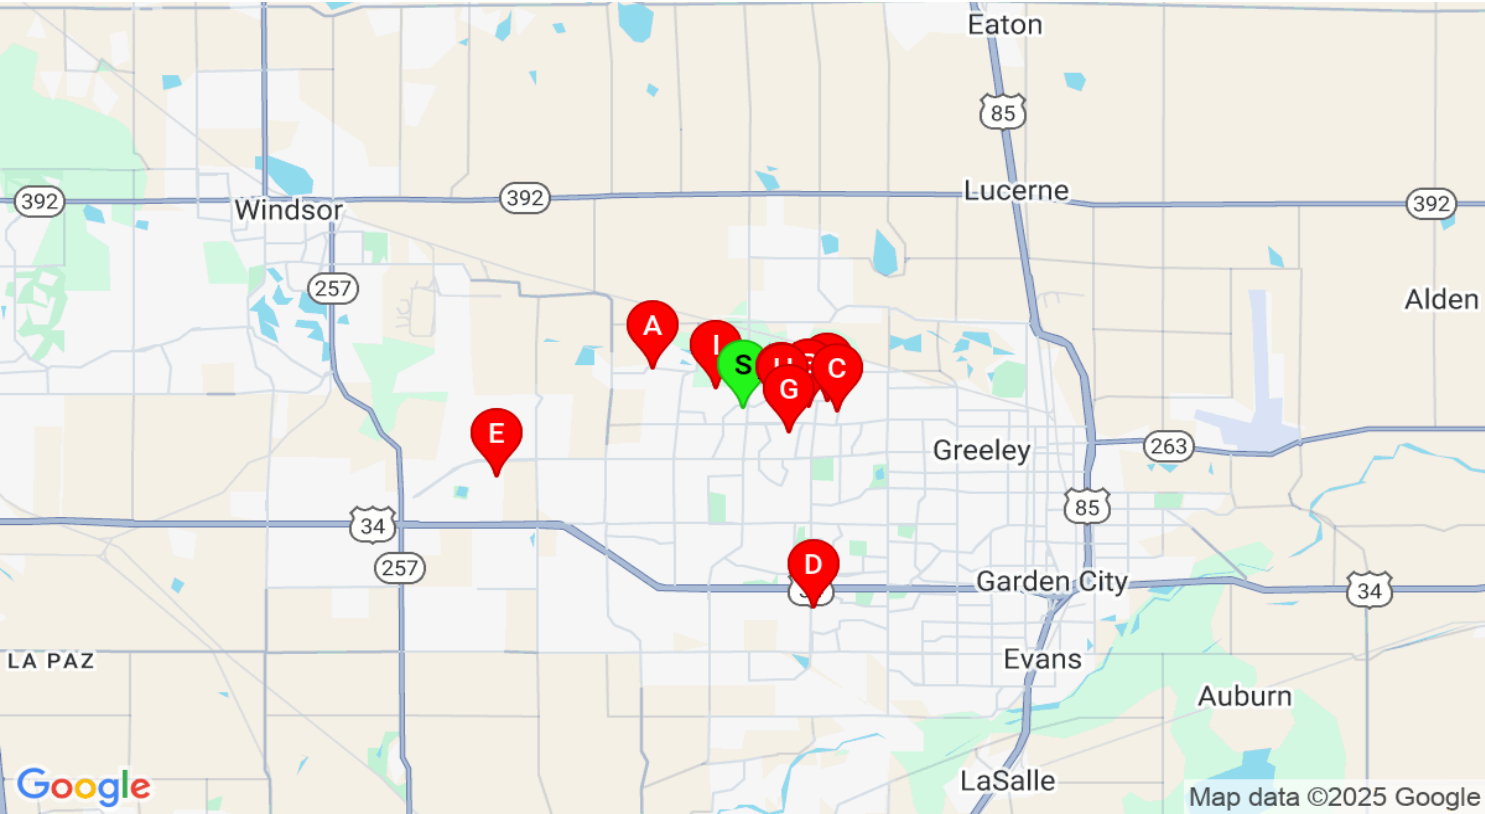 Eaton
85
392
Windsor
392
Lucerne
392
257
Alden
A
I
S
H
C
G
E
Greeley
263
34
85
257
D
Garden City
34
LA PAZ
Evans
Auburn
Google
LaSalle
Map data ©2025 Google